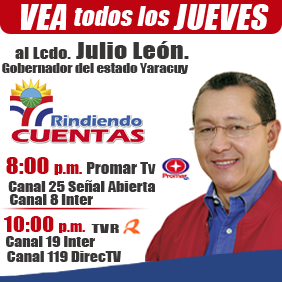 VEA todos los JUEVES
al Lcdo. Julio León.
Gobernador del estado Yaracuy
Rindiendo
CUENTAS
8:00 p.m. Promar Tv
Promar
Canal 25 Señal Abierta
Canal 8 Inter
10:00 p.m. TVR
Canal 19 Inter
Canal 119 DirecTV